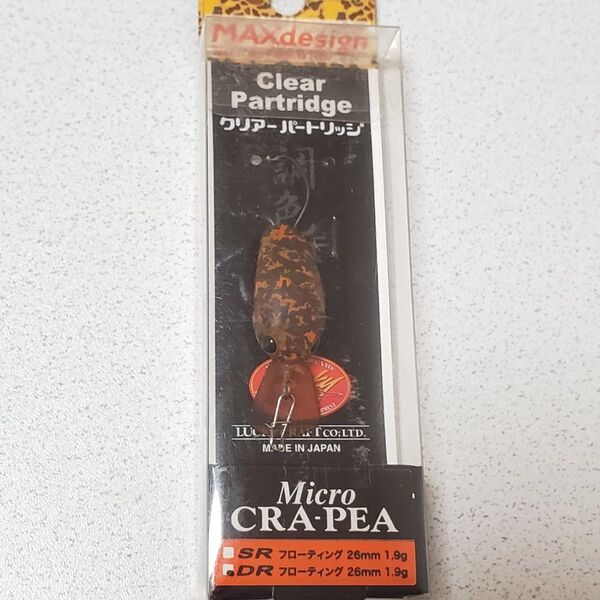 MAXdesign
Clear
Partridge
クリアーパートリッジ
調色
MADE IN JAPAN
Micro
CRA-PEA
SR フローティング 26mm 1.9g
DR フローティング 26mm 1.9g